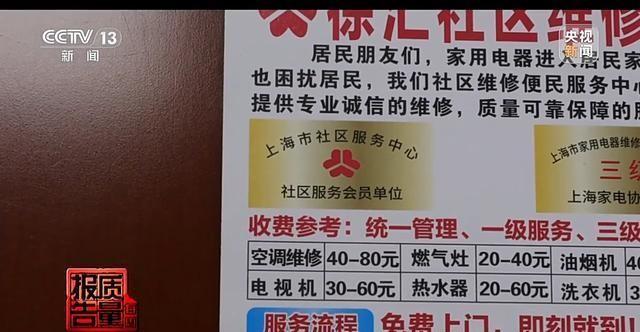 CCTV 13
新闻
央视
新闻
徐汇社区维修
居民朋友们，家用电器进入居民家
也困扰居民，我们社区维修便民服务中心
提供专业诚信的维修，质量可靠保障的服
上海市社区服务中心
社区服务会员单位
上海市家用电器维修
三级
上海家电协
收费参考：统一管理、一级服务、三级
空调维修 40-80元 燃气灶 20-40元 油烟机 40
电视机 30-60元 热水器 20-60元 洗衣机 3
服务流程 免费上门，即刻就到！
质量报告